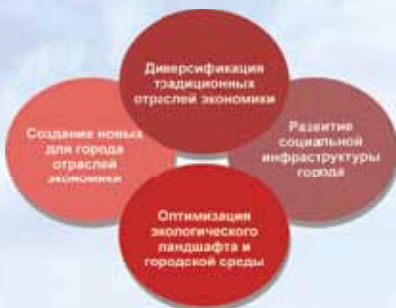 Диверсификация
традиционных
отраслей экономики
Создание новых
для города
отраслей
экономики
Развитие
социальной
инфраструктуры
города
Оптимизация
экологического
ландшафта и
городской среды